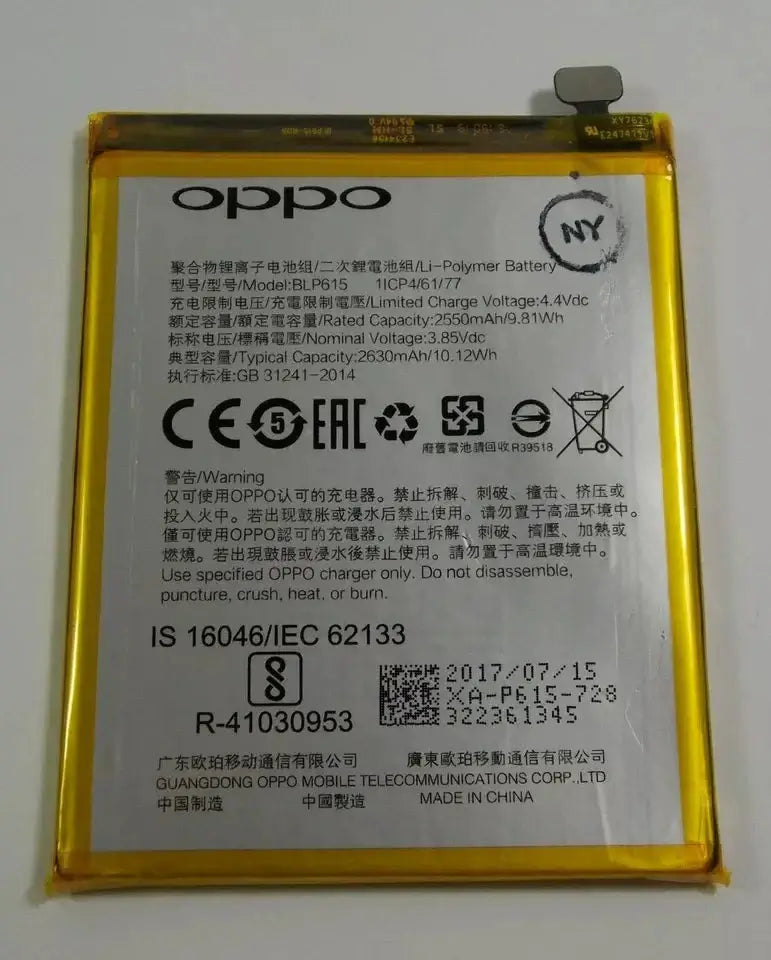 XY7623
E247475
oppo
NY
聚合物锂离子电池组/二次鋰電池組/Li-Polymer Battery
型号/型号/Model:BLP615 1ICP4/61/77
充电限制电压/充電限制電壓/Limited Charge Voltage:4.4Vdc
额定容量/額定電容量/Rated Capacity:2550mAh/9.81Wh
标称电压/標稱電壓/Nominal Voltage:3.85Vdc
典型容量/Typical Capacity:2630mAh/10.12Wh
执行标准:GB 31241-2014
CE 5 EAC
廢舊電池請回收 R39518
警告/Warning
仅可使用OPPO认可的充电器。禁止拆解、刺破、撞击、挤压或
投入火中。若出现鼓胀或浸水后禁止使用。请勿置于高温环境中。
僅可使用OPPO認可的充電器。禁止拆解、刺破、擠壓、加熱或
燃燒。若出現鼓脹或浸水後禁止使用。請勿置于高溫環境中。
Use specified OPPO charger only. Do not disassemble,
puncture, crush, heat, or burn.
IS 16046/IEC 62133
R-41030953
2017/07/15
XA-P615-728
322361345
广东欧珀移动通信有限公司 廣東歐珀移動通信有限公司
GUANGDONG OPPO MOBILE TELECOMMUNICATIONS CORP.,LTD
中国制造 中國製造 MADE IN CHINA